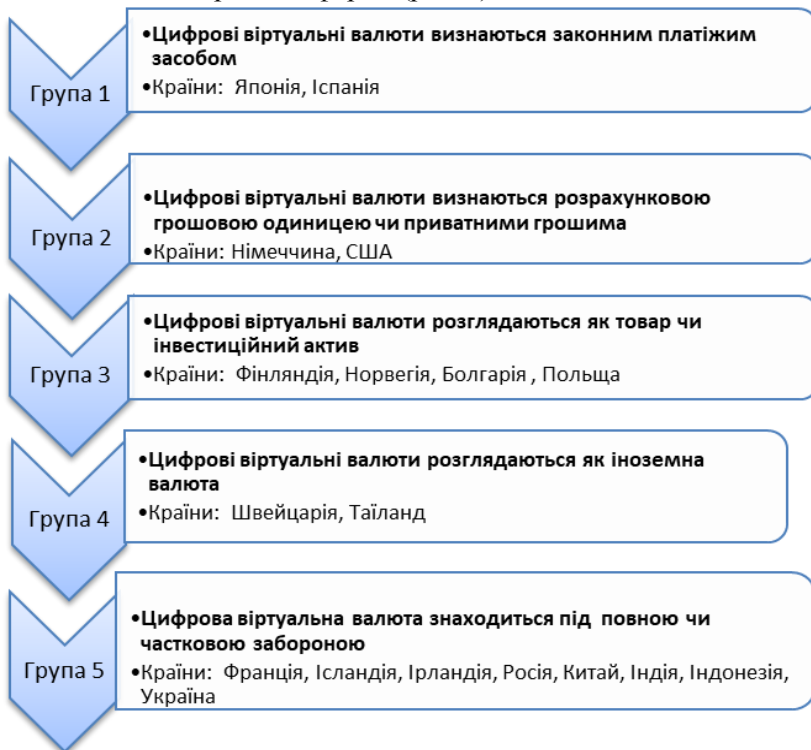 Група 1
•Цифрові віртуальні валюти визнаються законним платіжим
засобом
•Країни: Японія, Іспанія
Група 2
•Цифрові віртуальні валюти визнаються розрахунковою
грошовою одиницею чи приватними грошима
•Країни: Німеччина, США
Група 3
•Цифрові віртуальні валюти розглядаються як товар чи
інвестиційний актив
•Країни: Фінляндія, Норвегія, Болгарія , Польща
Група 4
•Цифрові віртуальні валюти розглядаються як іноземна
валюта
•Країни: Швейцарія, Таїланд
Група 5
•Цифрова віртуальна валюта знаходиться під повною чи
частковою забороною
•Країни: Франція, Ісландія, Ірландія, Росія, Китай, Індія, Індонезія,
Україна